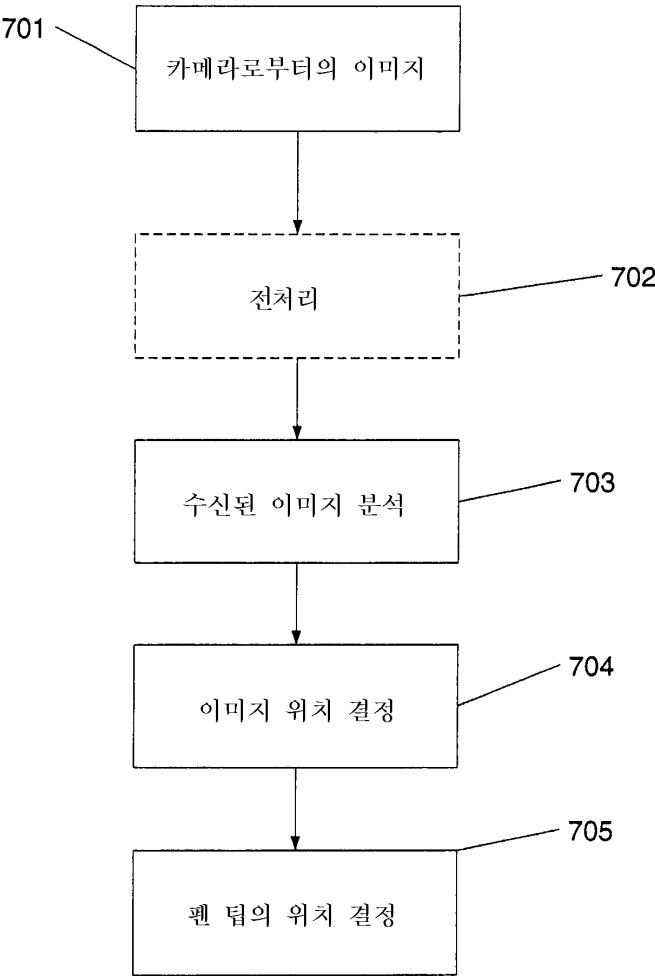 701
카메라로부터의 이미지
전처리
702
수신된 이미지 분석
703
이미지 위치 결정
704
펜 팁의 위치 결정
705